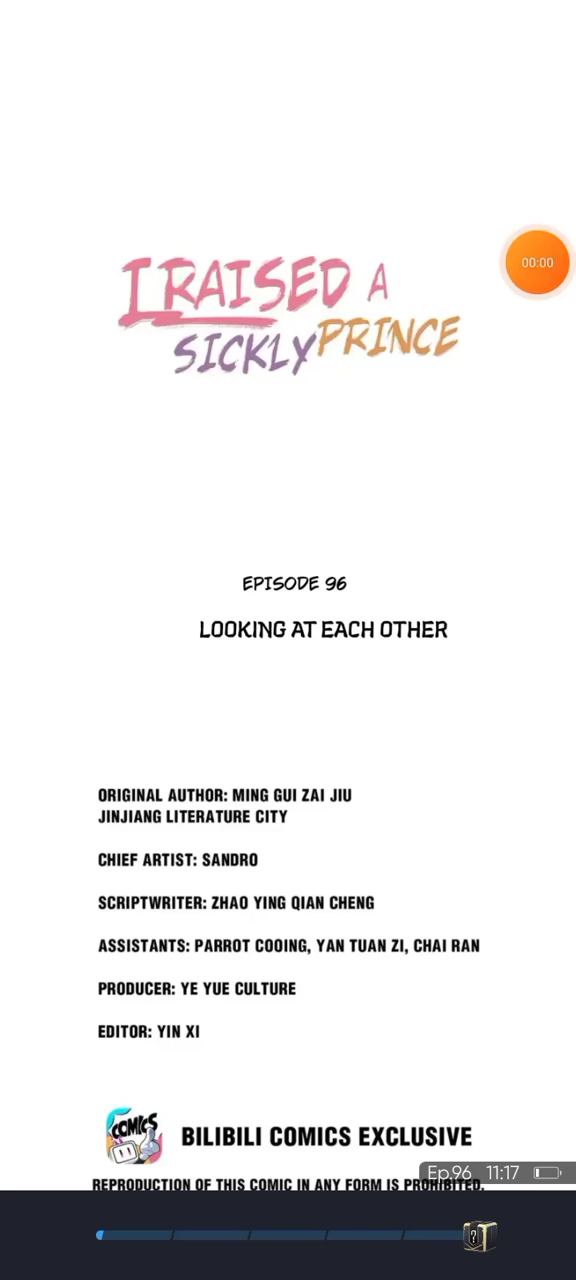 00:00
I RAISED A
SICKLY PRINCE
EPISODE 96
LOOKING AT EACH OTHER
ORIGINAL AUTHOR: MING GUI ZAI JIU
JINJIANG LITERATURE CITY
CHIEF ARTIST: SANDRO
SCRIPTWRITER: ZHAO YING QIAN CHENG
ASSISTANTS: PARROT COOING, YAN TUAN ZI, CHAI RAN
PRODUCER: YE YUE CULTURE
EDITOR: YIN XI
COMICS
BILIBILI COMICS EXCLUSIVE
Ep.96 11:17
REPRODUCTION OF THIS COMIC IN ANY FORM IS PROHIBITED.
?